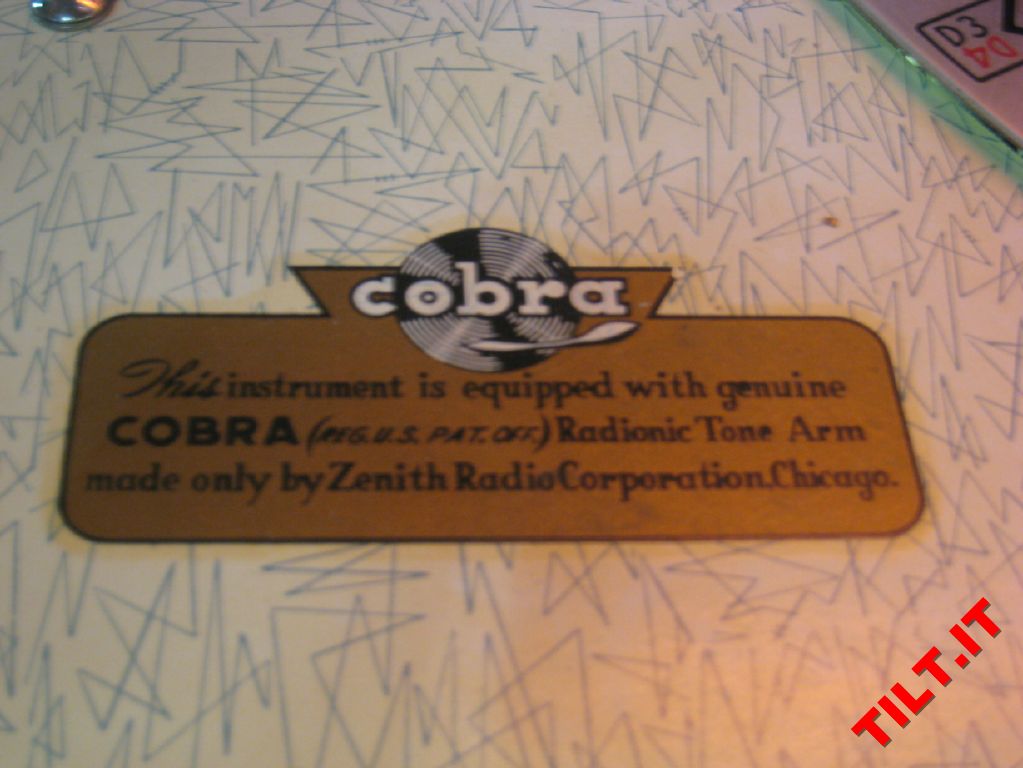 D3
D4
cobra
This instrument is equipped with genuine
COBRA (REG.U.S. PAT. OFF.) Radionic Tone Arm
made only by Zenith Radio Corporation. Chicago.
TILT.IT